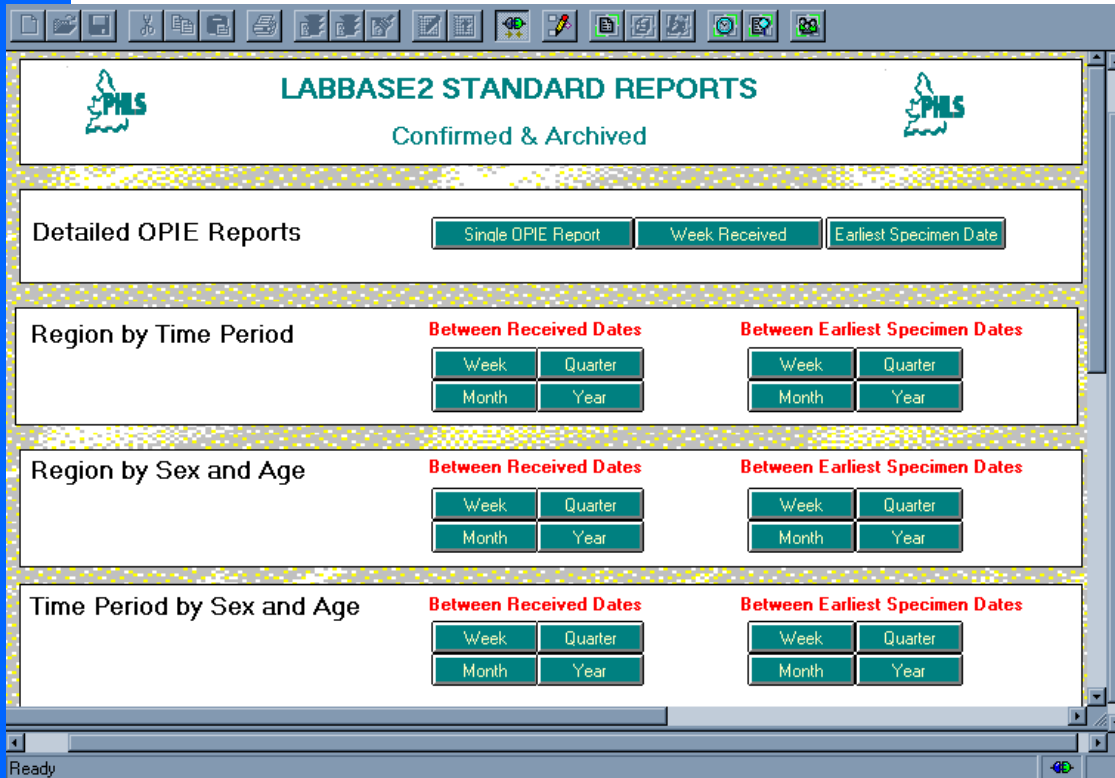 PHLS
LABBASE2 STANDARD REPORTS
PHLS
Confirmed & Archived
Detailed OPIE Reports
Single OPIE Report Week Received Earliest Specimen Date
Region by Time Period
Between Received Dates Between Earliest Specimen Dates
Week Quarter Week Quarter
Month Year Month Year
Region by Sex and Age
Between Received Dates Between Earliest Specimen Dates
Week Quarter Week Quarter
Month Year Month Year
Time Period by Sex and Age
Between Received Dates Between Earliest Specimen Dates
Week Quarter Week Quarter
Month Year Month Year
Ready